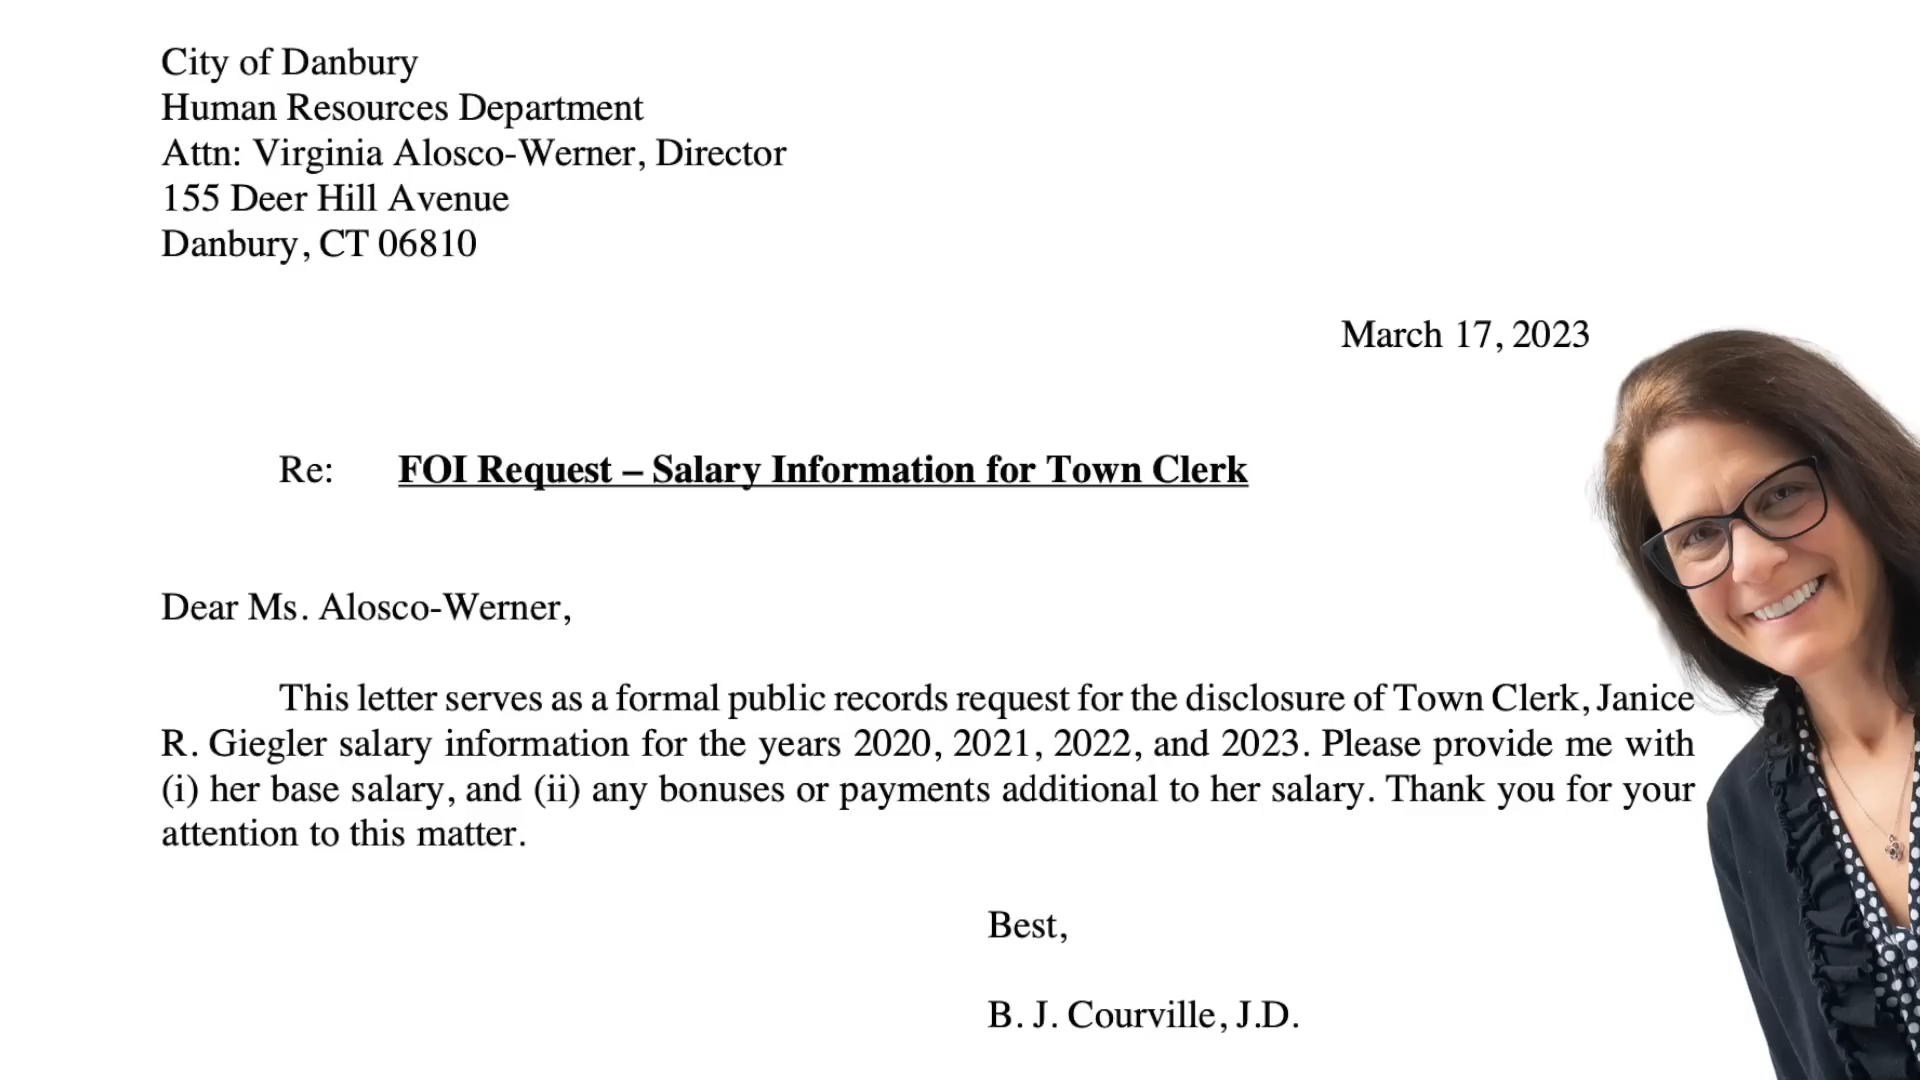 City of Danbury
Human Resources Department
Attn: Virginia Alosco-Werner, Director
155 Deer Hill Avenue
Danbury, CT 06810
March 17, 2023
Re: FOI Request – Salary Information for Town Clerk
Dear Ms. Alosco-Werner,
This letter serves as a formal public records request for the disclosure of Town Clerk, Janice
R. Giegler salary information for the years 2020, 2021, 2022, and 2023. Please provide me with
(i) her base salary, and (ii) any bonuses or payments additional to her salary. Thank you for your
attention to this matter.
Best,
B. J. Courville, J.D.